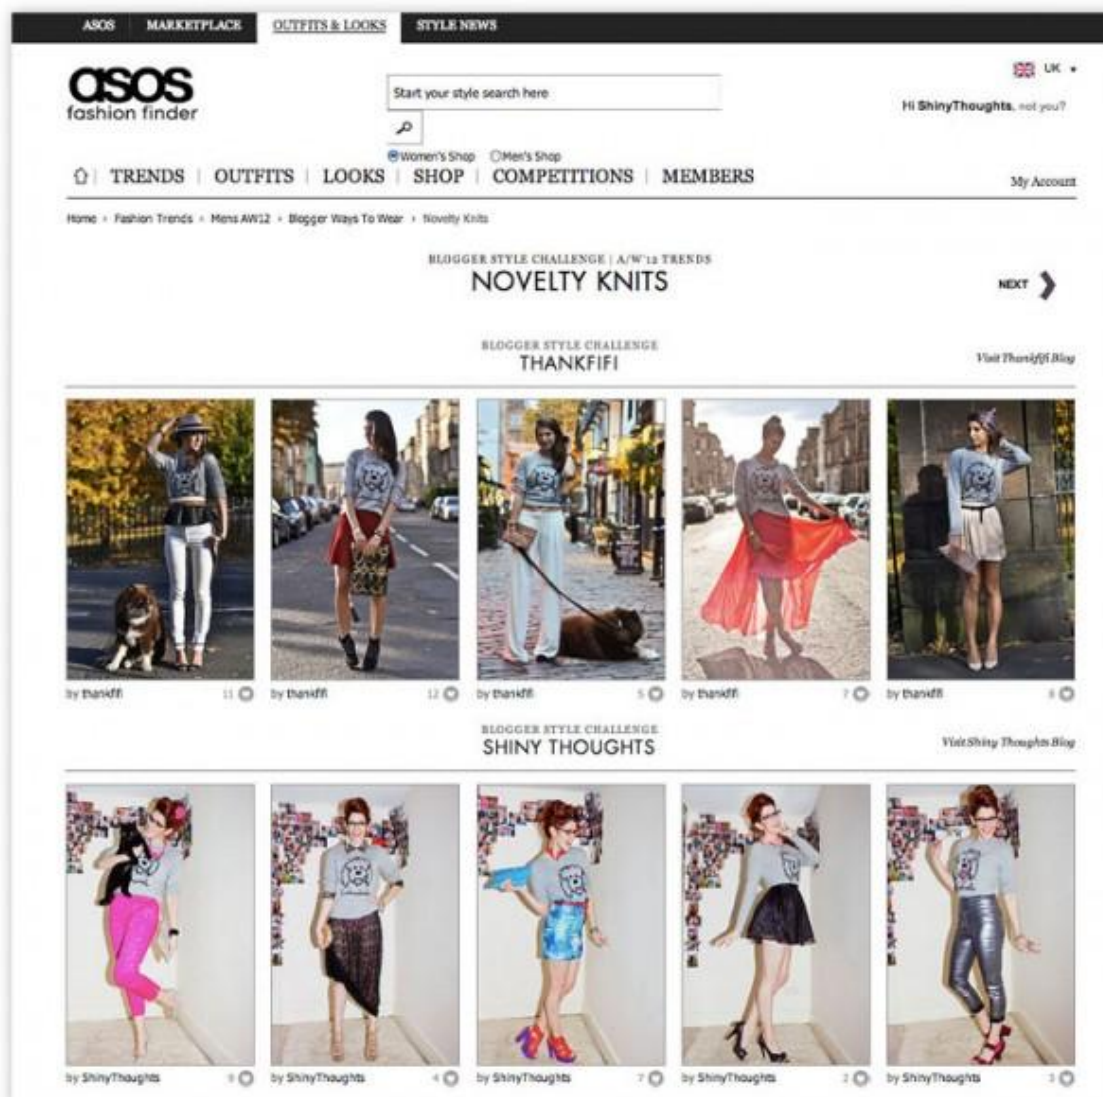 ASOS MARKETPLACE OUTFITS & LOOKS STYLE NEWS
asos
fashion finder
Start your style search here
UK
Hi ShinyThoughts, not you?
Women's Shop Men's Shop
TRENDS | OUTFITS | LOOKS | SHOP | COMPETITIONS | MEMBERS
My Account
Home › Fashion Trends › Mens AW12 › Blogger Ways To Wear › Novelty Knits
BLOGGER STYLE CHALLENGE | A/W'12 TRENDS
NOVELTY KNITS
NEXT
BLOGGER STYLE CHALLENGE
THANKFIFI
Visit Thankfifi Blog
by thankfifi 11 by thankfifi 12 by thankfifi 5 by thankfifi 7 by thankfifi 8
BLOGGER STYLE CHALLENGE
SHINY THOUGHTS
Visit Shiny Thoughts Blog
by ShinyThoughts by ShinyThoughts 4 by ShinyThoughts 7 by ShinyThoughts 2 by ShinyThoughts 3